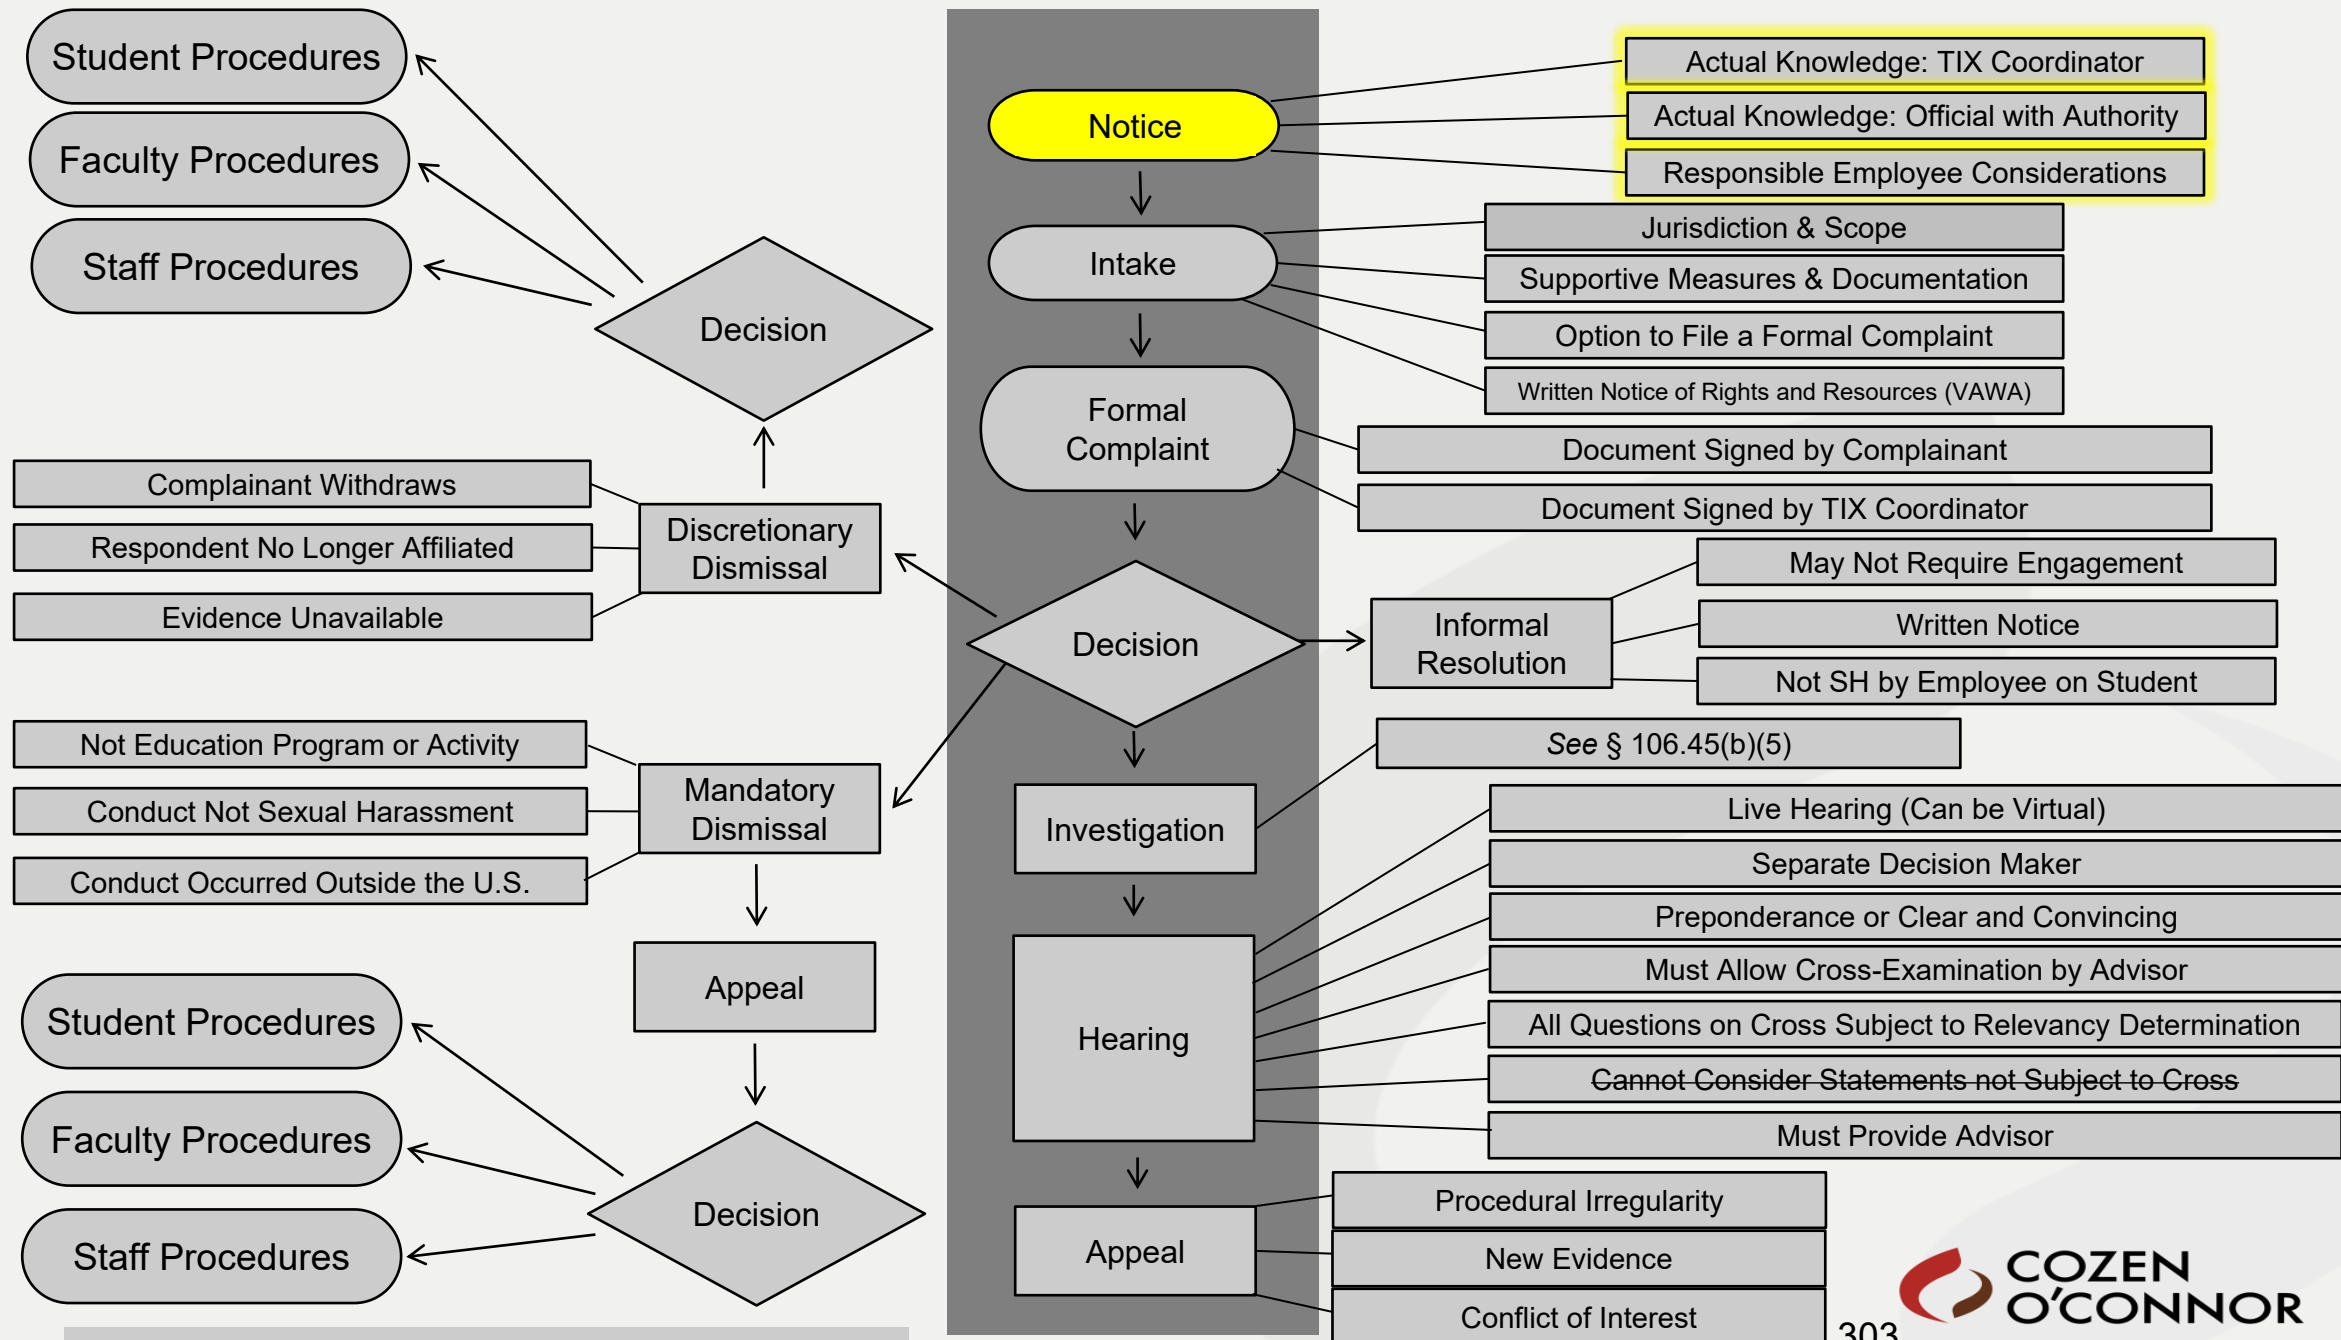 Student Procedures
Faculty Procedures
Staff Procedures
Decision
Complainant Withdraws
Respondent No Longer Affiliated
Evidence Unavailable
Discretionary
Dismissal
Not Education Program or Activity
Conduct Not Sexual Harassment
Conduct Occurred Outside the U.S.
Mandatory
Dismissal
Appeal
Student Procedures
Faculty Procedures
Staff Procedures
Decision
Notice
Actual Knowledge: TIX Coordinator
Actual Knowledge: Official with Authority
Responsible Employee Considerations
Intake
Jurisdiction & Scope
Supportive Measures & Documentation
Option to File a Formal Complaint
Written Notice of Rights and Resources (VAWA)
Formal
Complaint
Document Signed by Complainant
Document Signed by TIX Coordinator
Decision
Informal
Resolution
May Not Require Engagement
Written Notice
Not SH by Employee on Student
Investigation
See § 106.45(b)(5)
Hearing
Live Hearing (Can be Virtual)
Separate Decision Maker
Preponderance or Clear and Convincing
Must Allow Cross-Examination by Advisor
All Questions on Cross Subject to Relevancy Determination
Cannot Consider Statements not Subject to Cross
Must Provide Advisor
Appeal
Procedural Irregularity
New Evidence
Conflict of Interest
COZEN
O'CONNOR
303